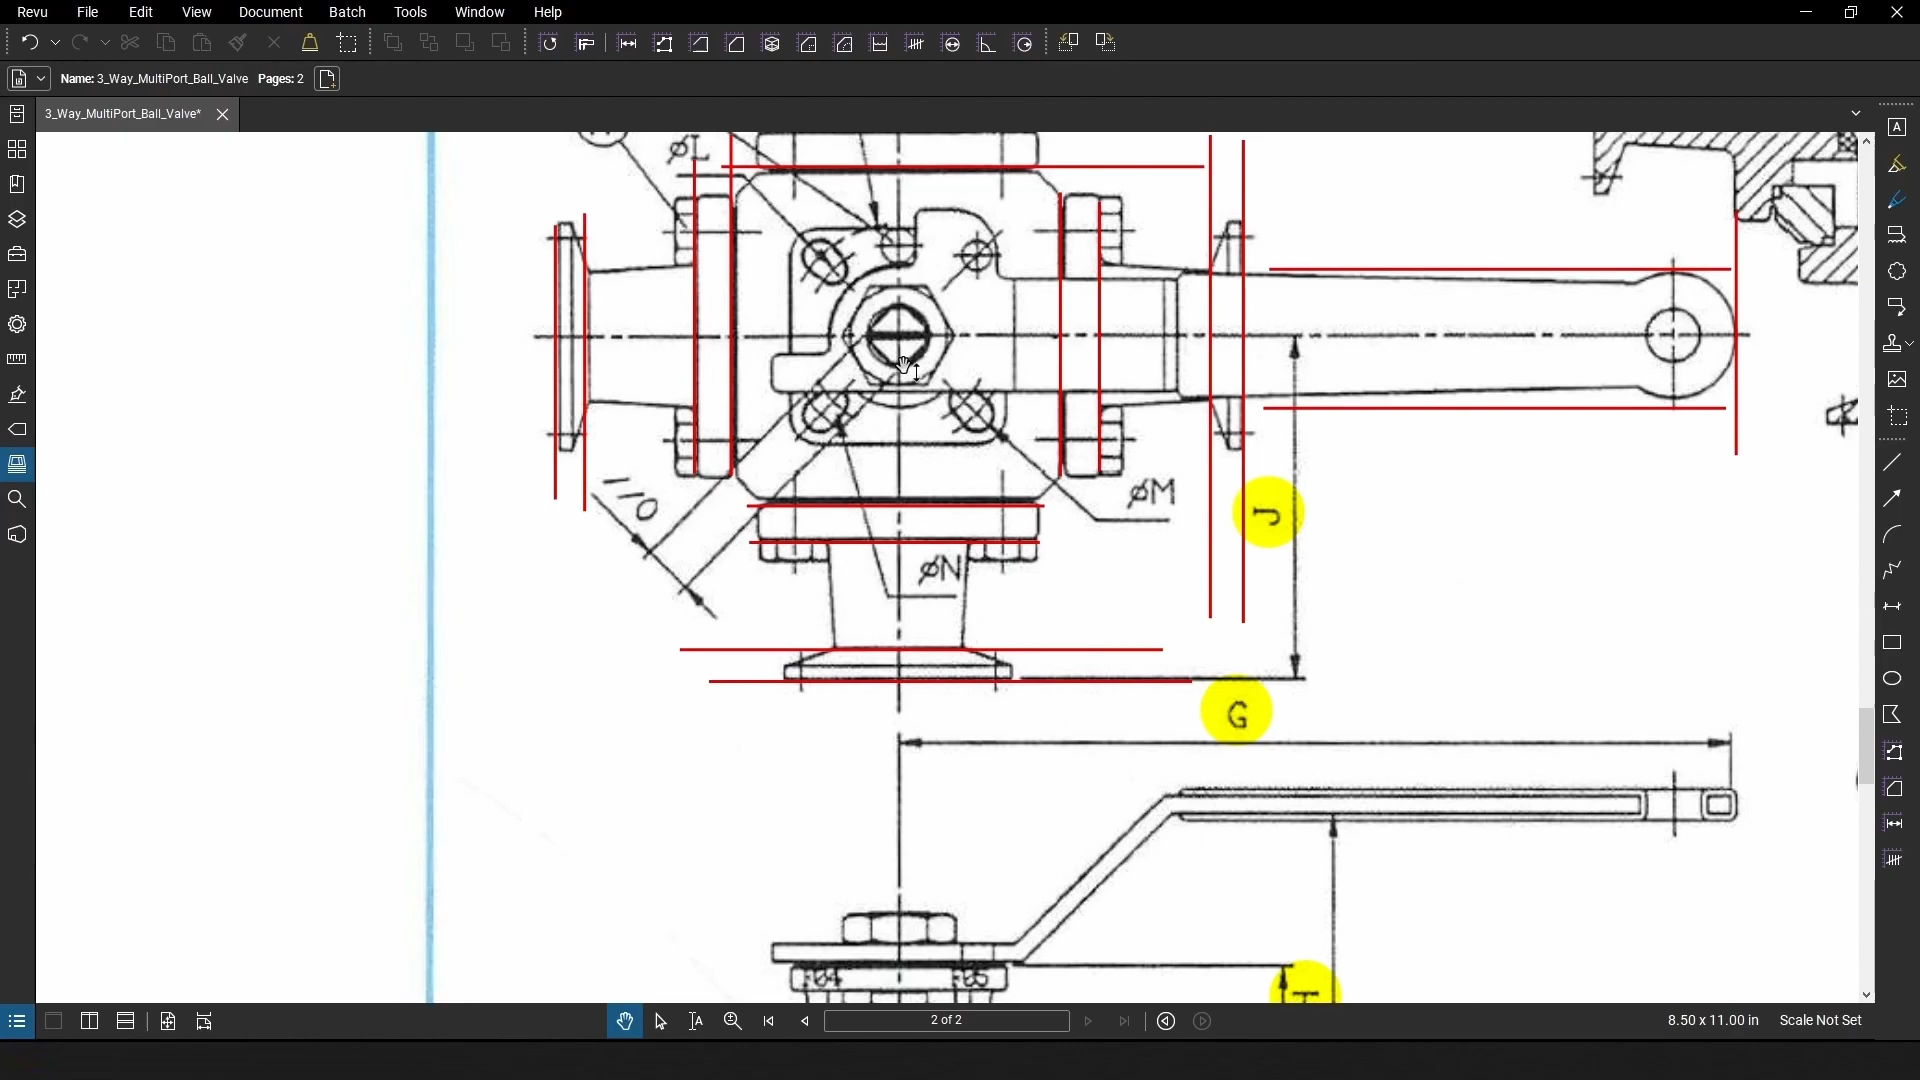 Revu File Edit View Document Batch Tools Window Help
Name: 3_Way_MultiPort_Ball_Valve Pages: 2
3_Way_MultiPort_Ball_Valve*
øL
110
øM
J
øN
G
2 of 2
8.50 x 11.00 in Scale Not Set